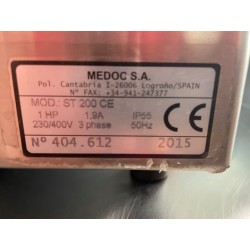 MEDOC S.A.
Pol. Cantabria I-26006 Logroño/SPAIN
Nº FAX: +34-941-247377
MOD.: ST 200 CE
1 HP 1.9A IP55
230/400V 3 phase 50Hz
CE
Nº 404.612 2015